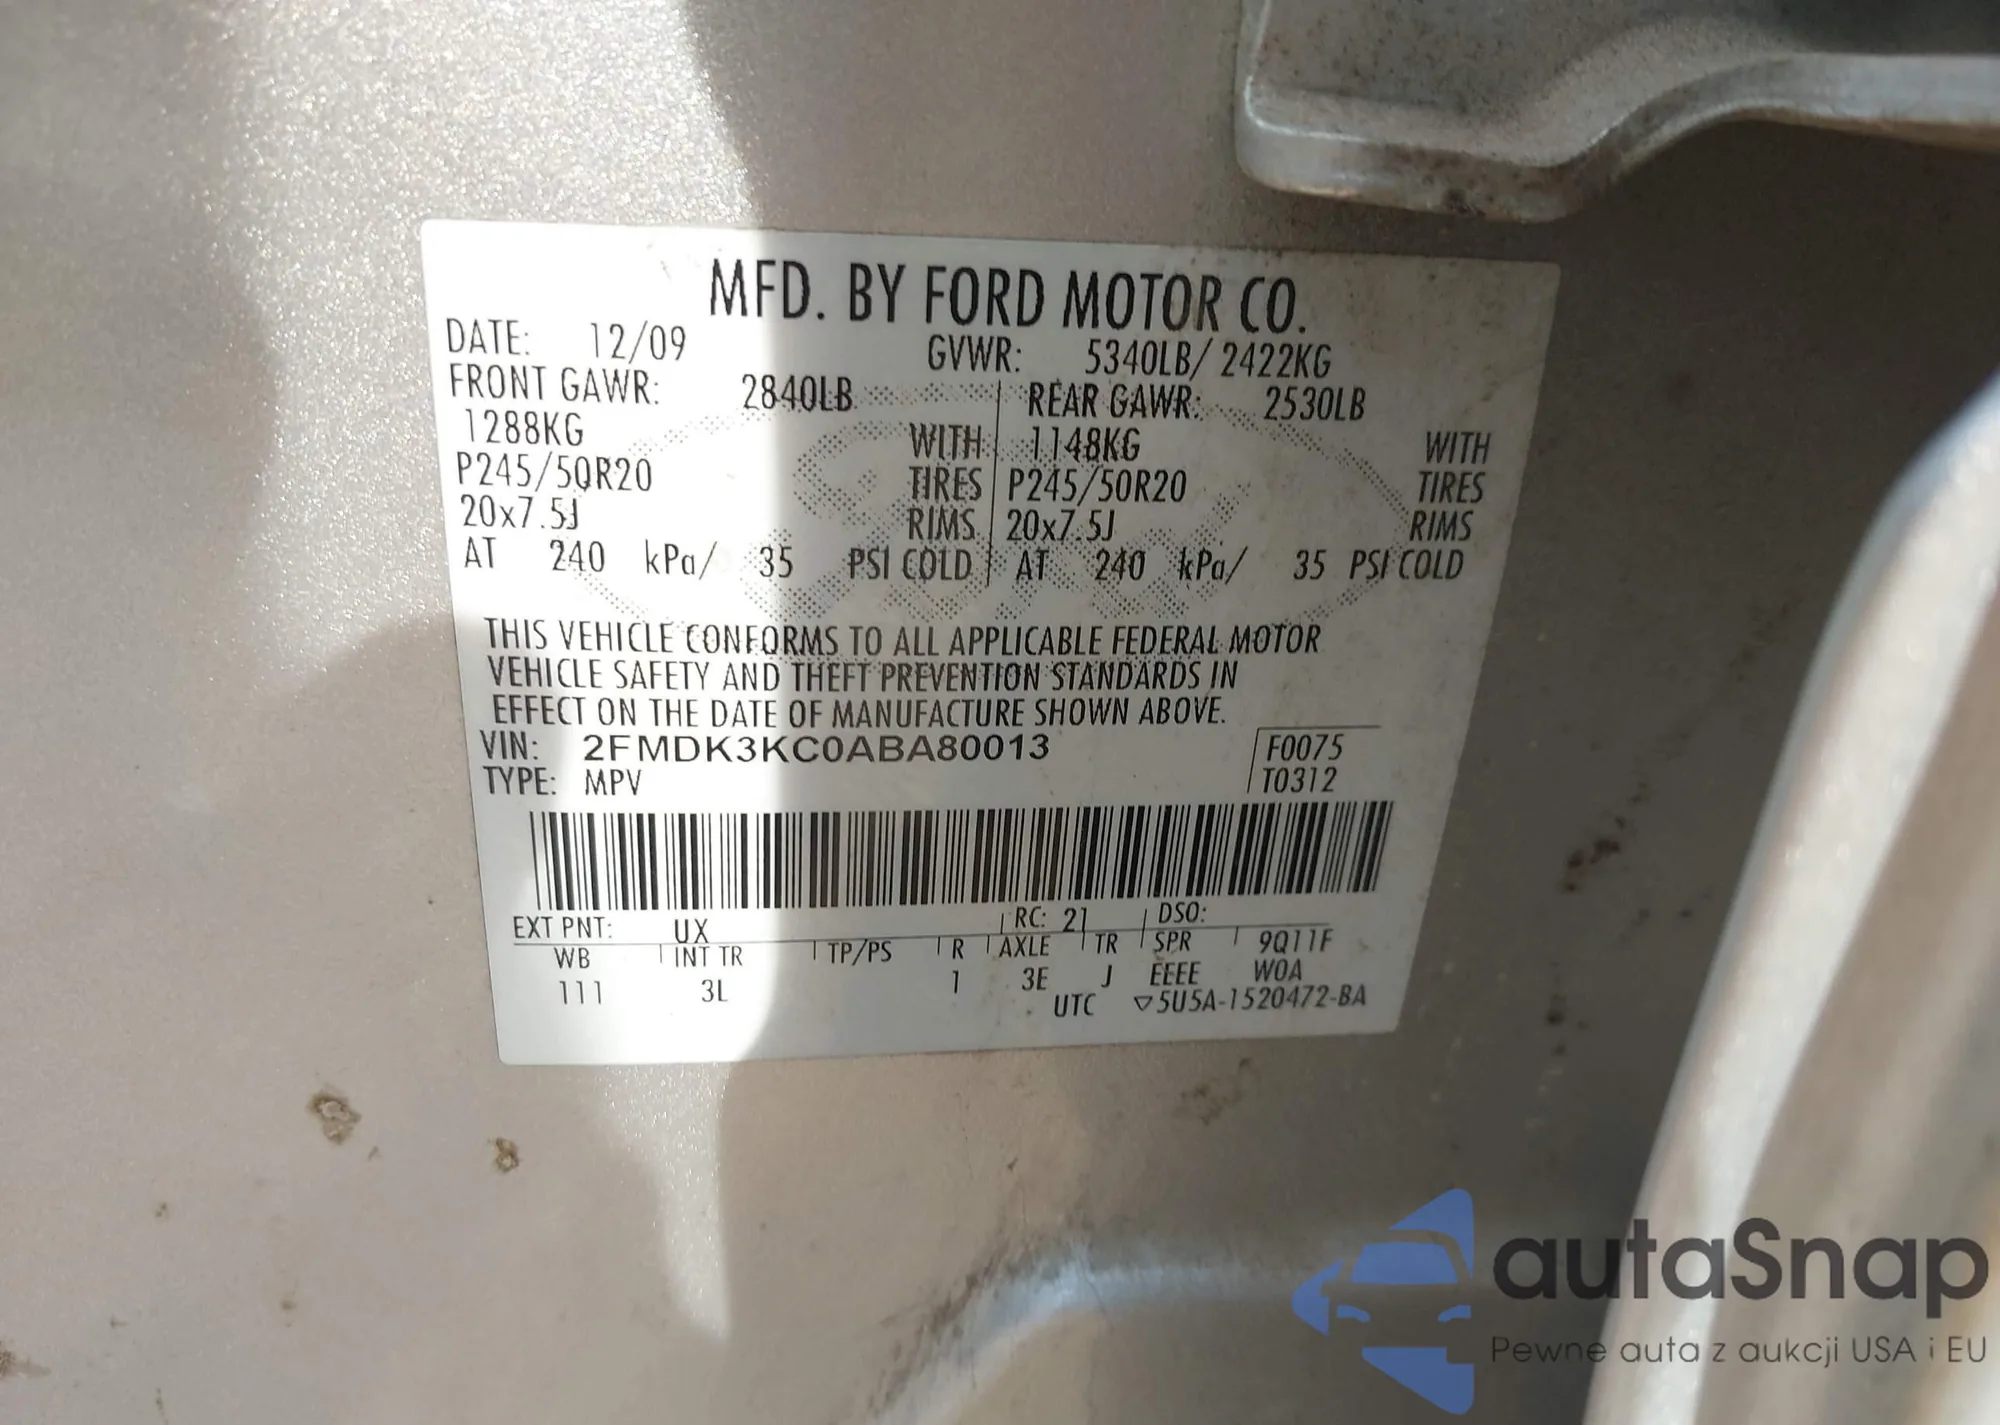 MFD. BY FORD MOTOR CO.
DATE: 12/09 GVWR: 5340LB/ 2422KG
FRONT GAWR: 2840LB REAR GAWR: 2530LB
1288KG WITH 1148KG WITH
P245/50R20 TIRES P245/50R20 TIRES
20x7.5J RIMS 20x7.5J RIMS
AT 240 kPa/ 35 PSI COLD AT 240 kPa/ 35 PSI COLD
THIS VEHICLE CONFORMS TO ALL APPLICABLE FEDERAL MOTOR
VEHICLE SAFETY AND THEFT PREVENTION STANDARDS IN
EFFECT ON THE DATE OF MANUFACTURE SHOWN ABOVE.
VIN: 2FMDK3KC0ABA80013 F0075
TYPE: MPV T0312
EXT PNT: UX RC: 21 DSO:
WB INT TR TP/PS R AXLE TR SPR 9Q11F
111 3L 1 3E J EEEE W0A
UTC ▽5U5A-1520472-BA
autaSnap
Pewne auta z aukcji USA i EU